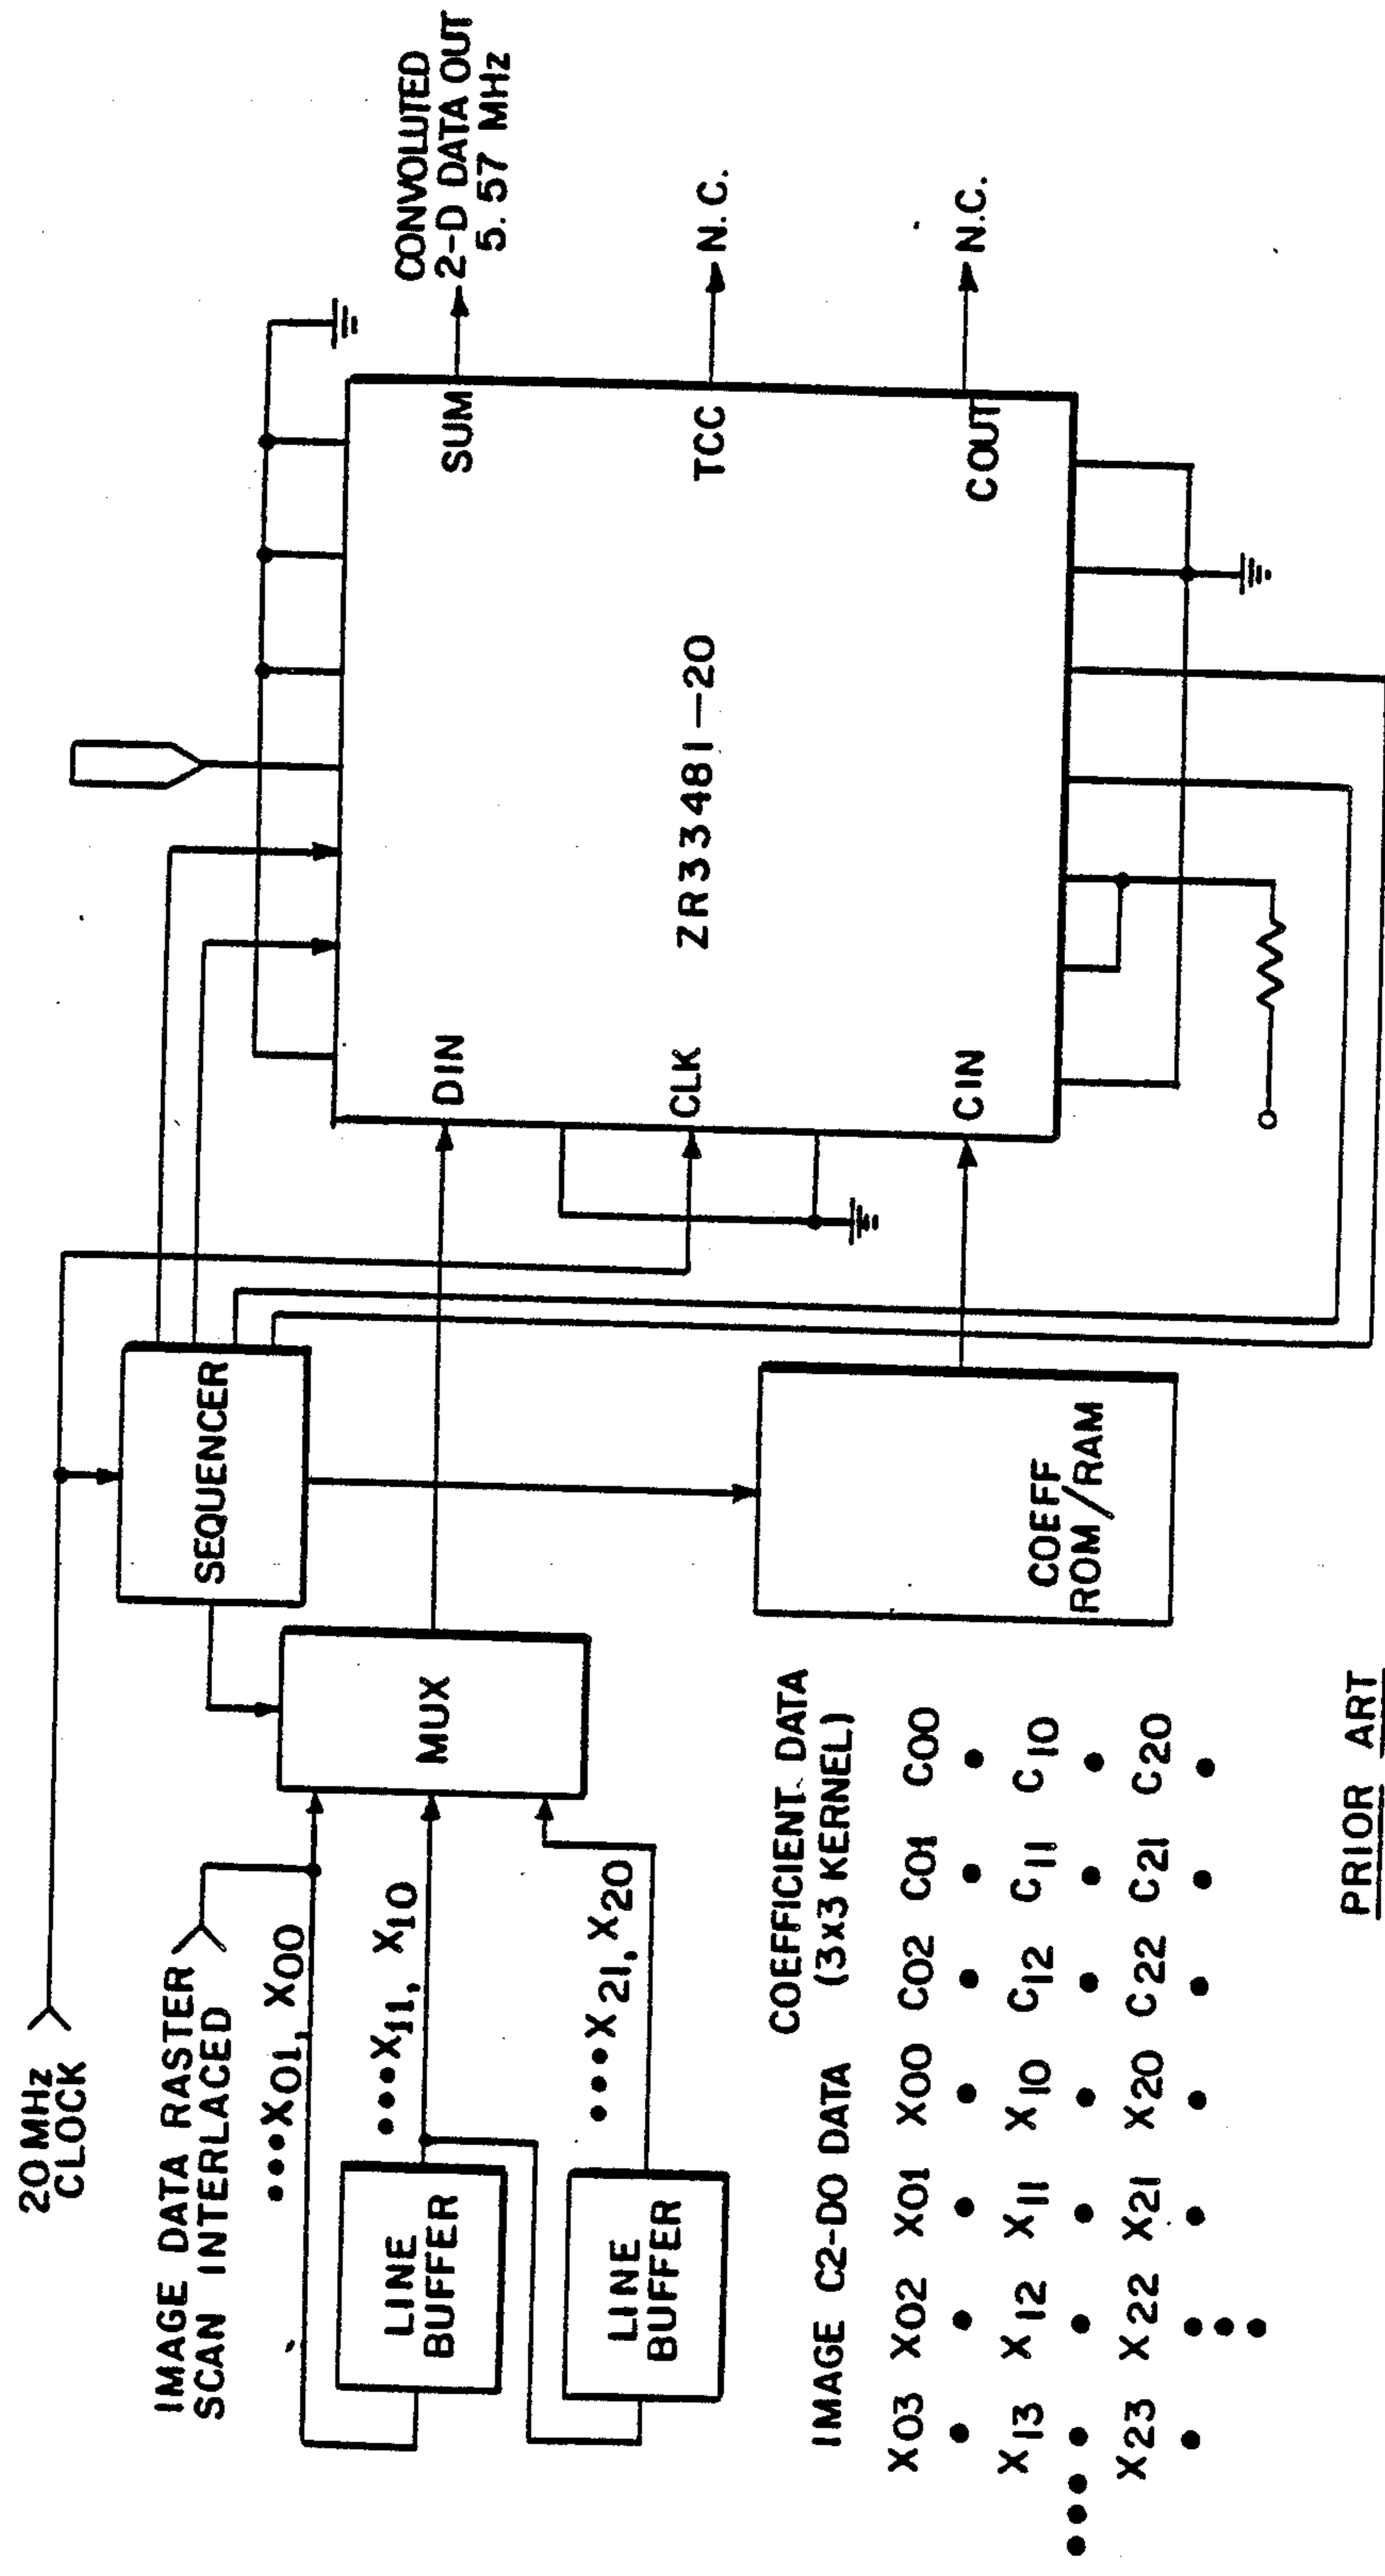 20 MHz
CLOCK
IMAGE DATA RASTER
SCAN INTERLACED
•••X01, X00
LINE
BUFFER
•••X11, X10
LINE
BUFFER
•••X21, X20
MUX
SEQUENCER
COEFF
ROM/RAM
DIN
CLK
CIN
ZR33481-20
SUM
TCC
COUT
CONVOLUTED
2-D DATA OUT
5.57 MHz
N.C.
N.C.
IMAGE C2-DO DATA
COEFFICIENT DATA
(3X3 KERNEL)
X03 X02 X01 X00 C02 C01 C00
X13 X12 X11 X10 C12 C11 C10
X23 X22 X21 X20 C22 C21 C20
PRIOR ART